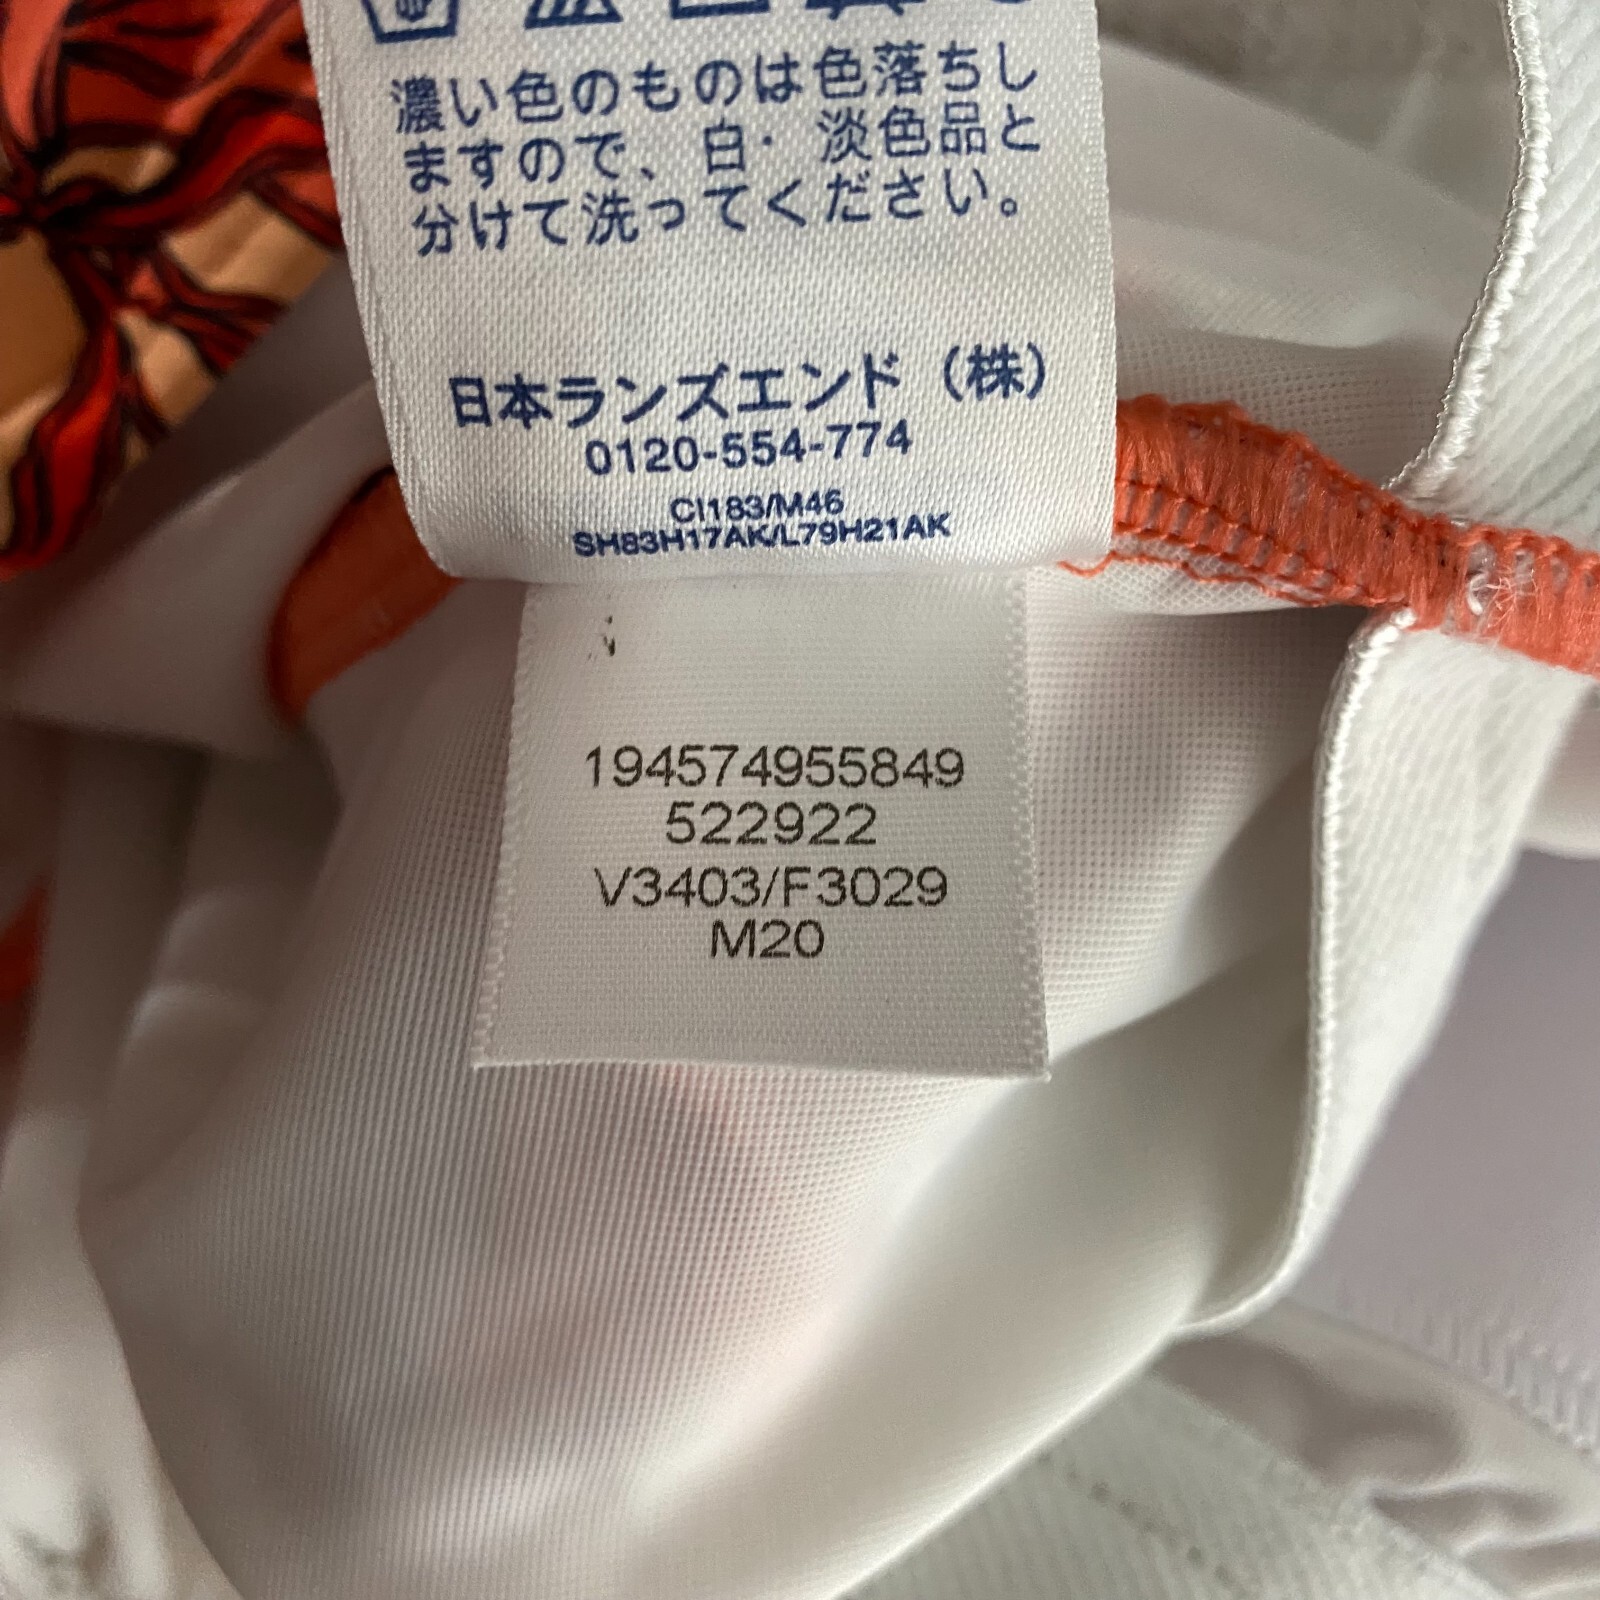 濃い色のものは色落ちし
ますので、白・淡色品と
分けて洗ってください。
日本ランズエンド（株）
0120-554-774
CI183/M46
SH83H17AK/L79H21AK
194574955849
522922
V3403/F3029
M20